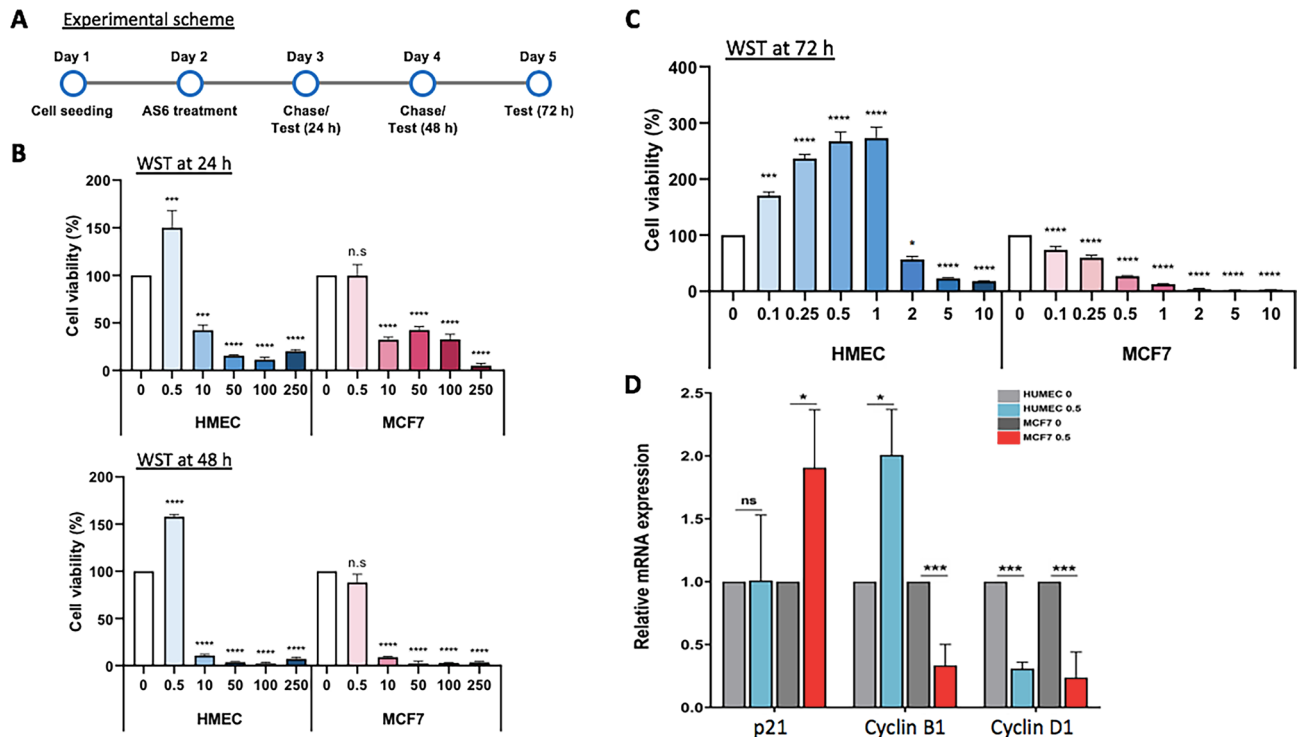 A
Experimental scheme
Day 1 Day 2 Day 3 Day 4 Day 5
Cell seeding AS6 treatment Chase/ Chase/ Test (72 h)
Test (24 h) Test (48 h)
B
WST at 24 h
Cell viability (%)
200
150
100
50
0
*** *** **** **** ****
n.s **** **** **** ****
0 0.5 10 50 100 250 0 0.5 10 50 100 250
HMEC MCF7
WST at 48 h
Cell viability (%)
200
150
100
50
0
**** **** **** **** ****
n.s **** **** **** ****
0 0.5 10 50 100 250 0 0.5 10 50 100 250
HMEC MCF7
C
WST at 72 h
Cell viability (%)
400
300
200
100
0
*** **** **** **** * **** ****
**** **** **** **** **** **** ****
0 0.1 0.25 0.5 1 2 5 10 0 0.1 0.25 0.5 1 2 5 10
HMEC MCF7
D
Relative mRNA expression
2.5
2.0
1.5
1.0
0.5
0.0
HUMEC 0
HUMEC 0.5
MCF7 0
MCF7 0.5
ns * * *** *** ***
p21 Cyclin B1 Cyclin D1